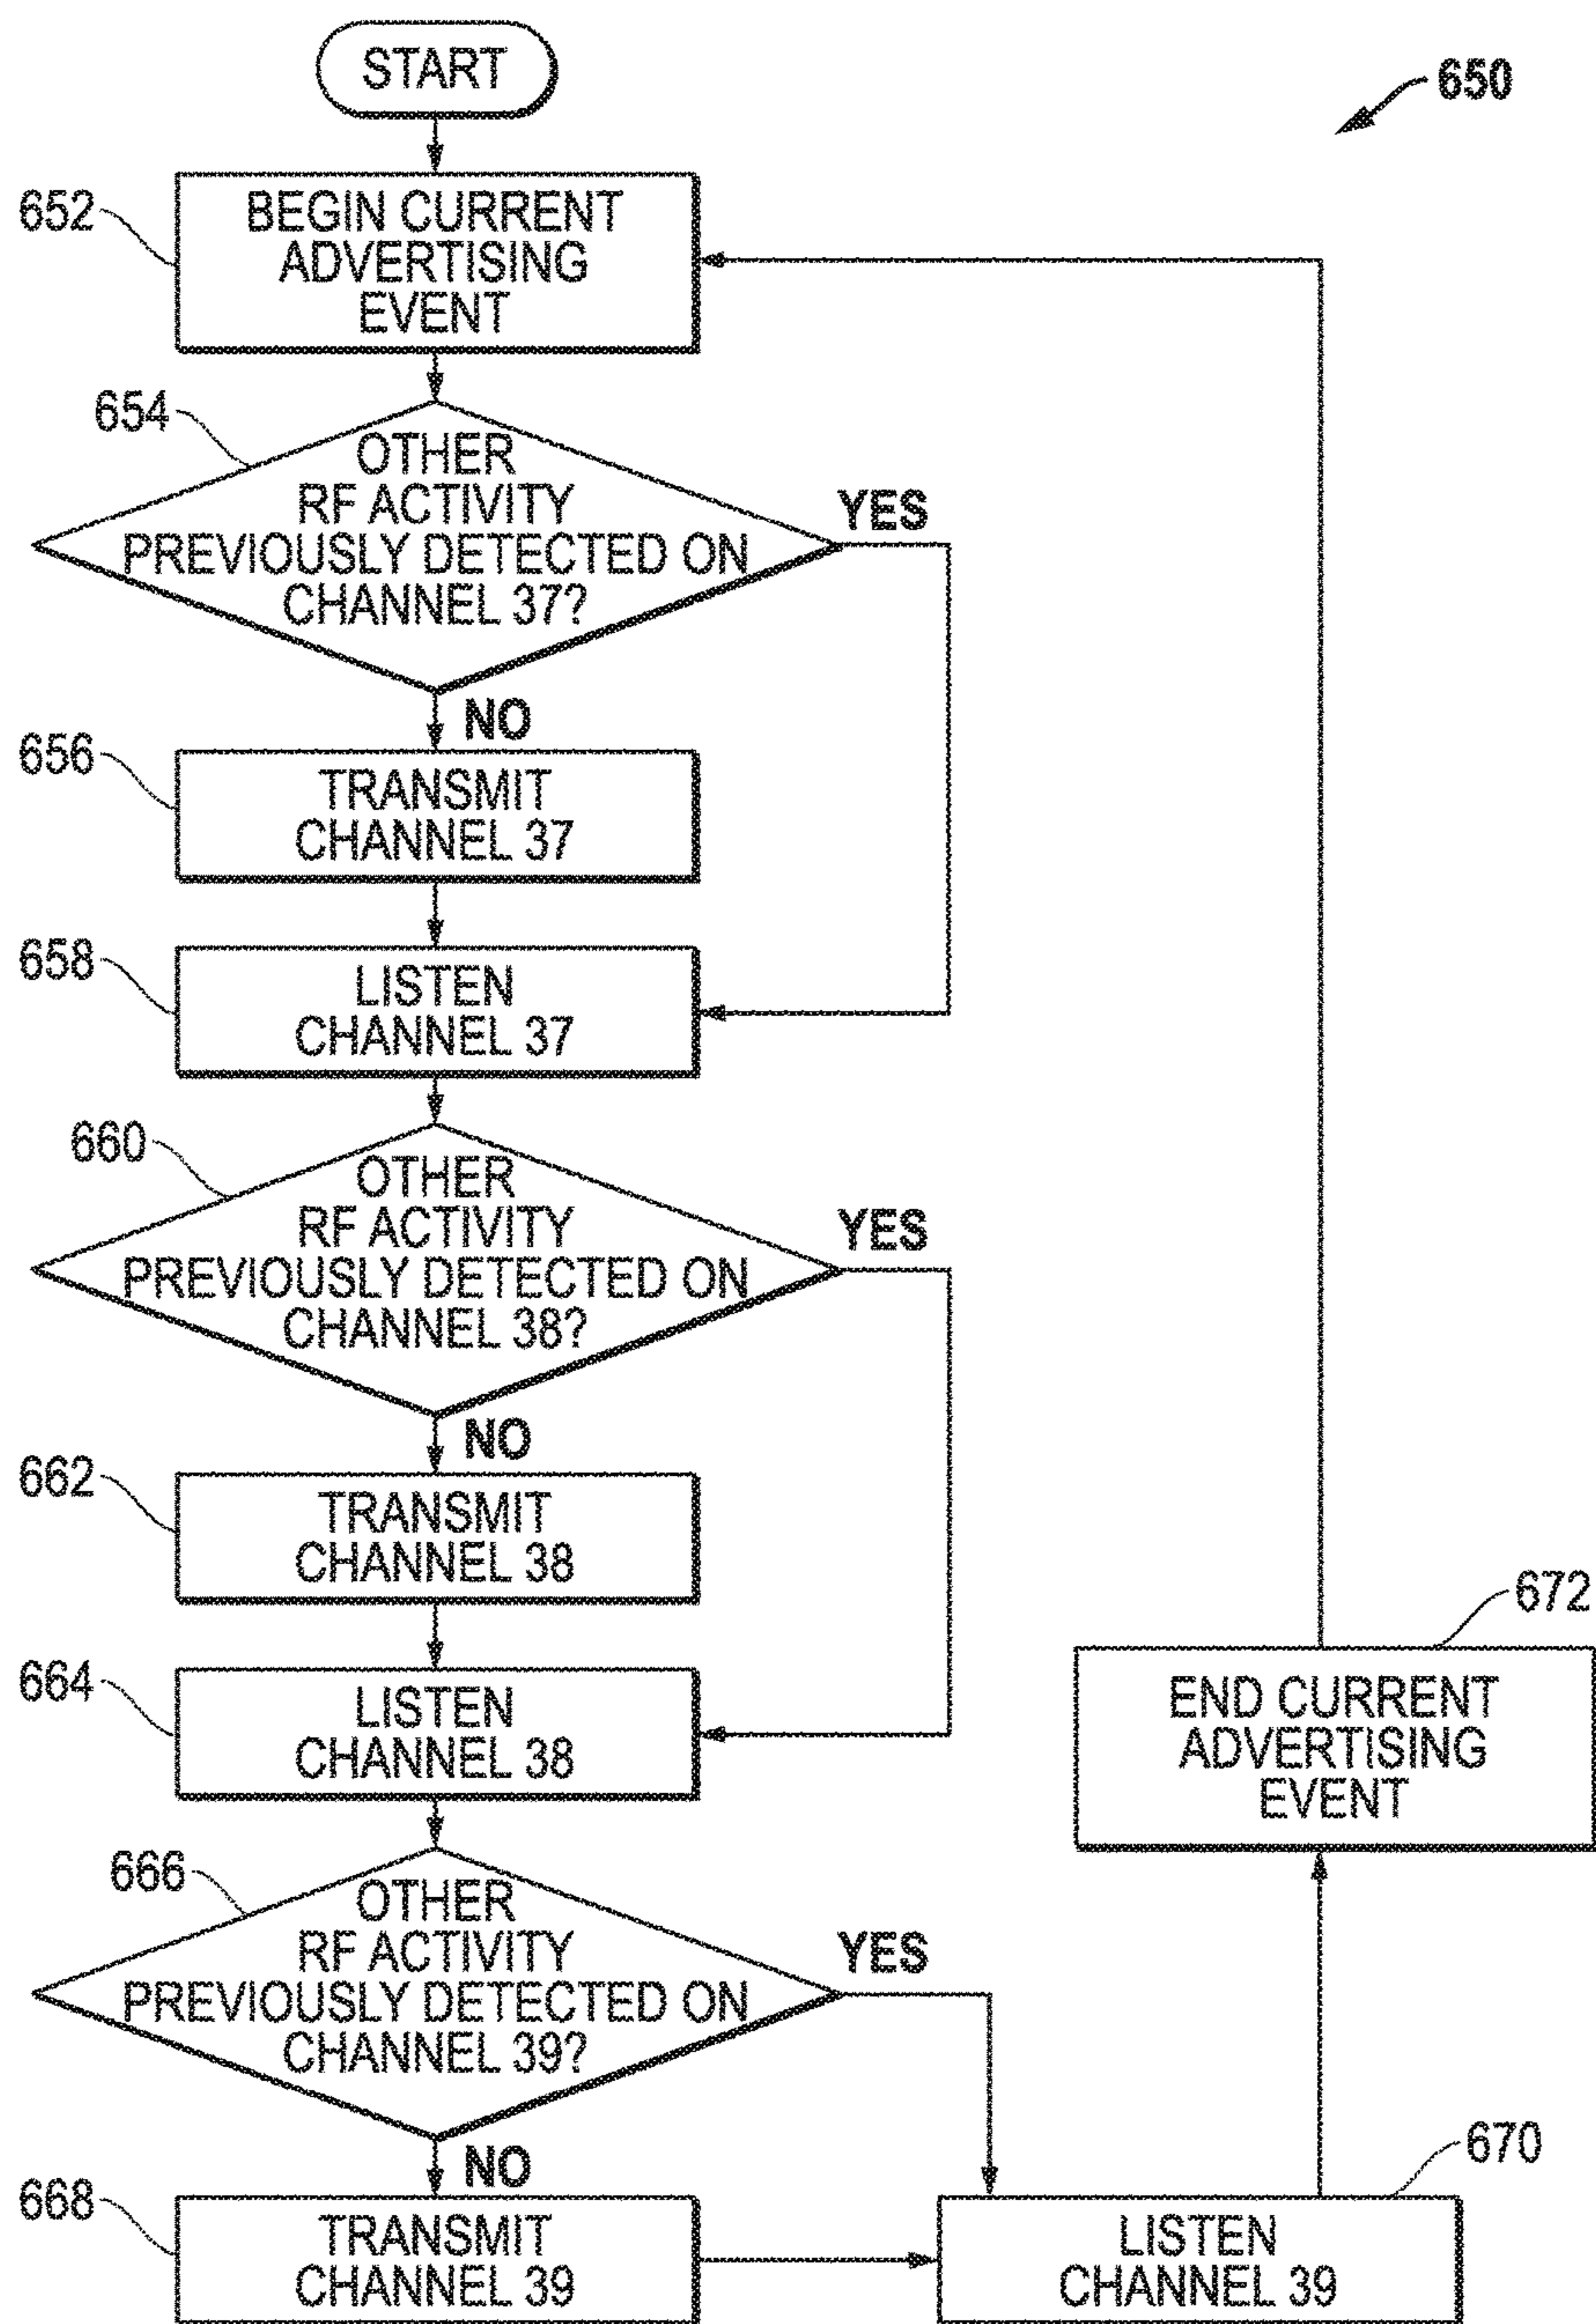 START
650
652
BEGIN CURRENT
ADVERTISING
EVENT
654
OTHER
RF ACTIVITY
PREVIOUSLY DETECTED ON
CHANNEL 37?
YES
NO
656
TRANSMIT
CHANNEL 37
658
LISTEN
CHANNEL 37
660
OTHER
RF ACTIVITY
PREVIOUSLY DETECTED ON
CHANNEL 38?
YES
NO
662
TRANSMIT
CHANNEL 38
664
LISTEN
CHANNEL 38
672
END CURRENT
ADVERTISING
EVENT
666
OTHER
RF ACTIVITY
PREVIOUSLY DETECTED ON
CHANNEL 39?
YES
NO
668
TRANSMIT
CHANNEL 39
670
LISTEN
CHANNEL 39